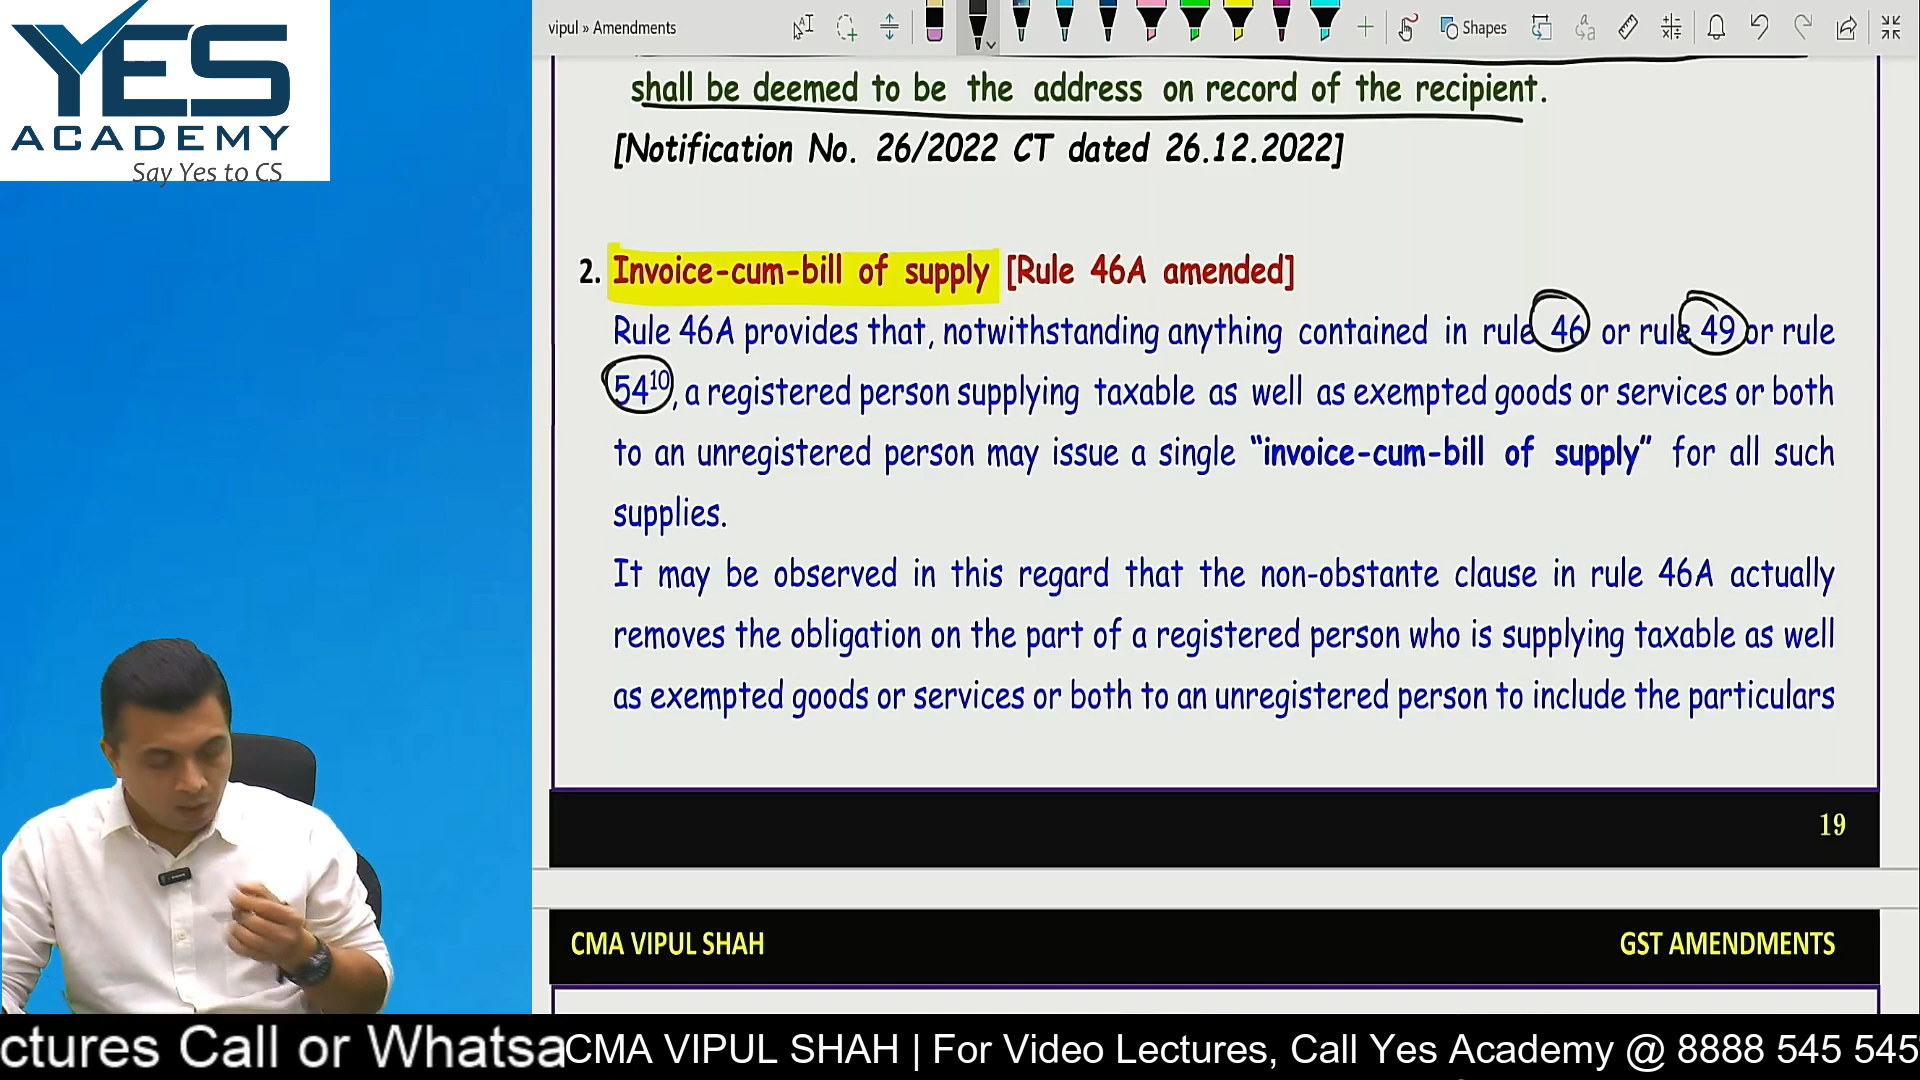 YES
ACADEMY
Say Yes to CS
vipul » Amendments
Shapes
shall be deemed to be the address on record of the recipient.
[Notification No. 26/2022 CT dated 26.12.2022]
2. Invoice-cum-bill of supply [Rule 46A amended]
Rule 46A provides that, notwithstanding anything contained in rule 46 or rule 49 or rule
54¹⁰, a registered person supplying taxable as well as exempted goods or services or both
to an unregistered person may issue a single “invoice-cum-bill of supply” for all such
supplies.
It may be observed in this regard that the non-obstante clause in rule 46A actually
removes the obligation on the part of a registered person who is supplying taxable as well
as exempted goods or services or both to an unregistered person to include the particulars
19
CMA VIPUL SHAH
GST AMENDMENTS
ctures Call or Whatsa
CMA VIPUL SHAH | For Video Lectures, Call Yes Academy @ 8888 545 545